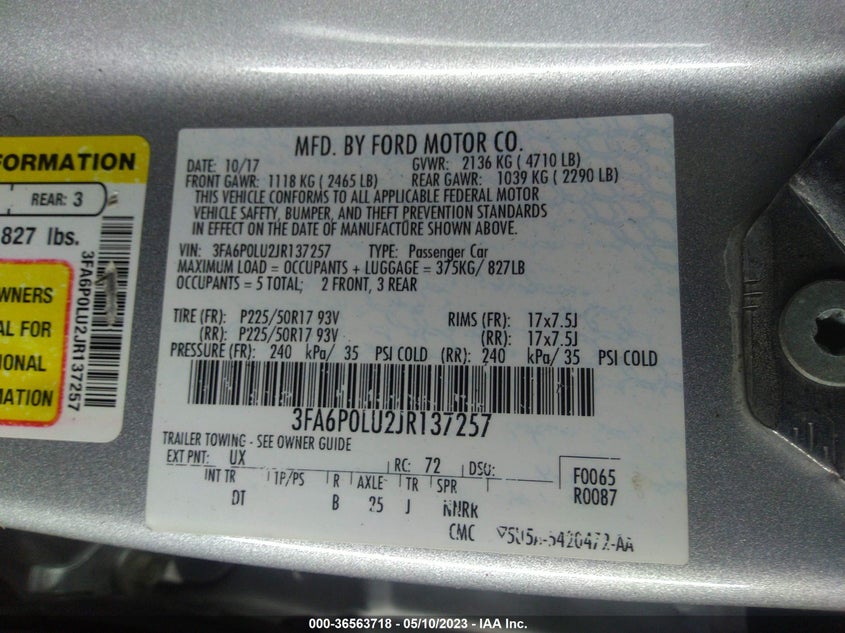 FORMATION
REAR: 3
827 lbs.
OWNERS
AL FOR
IONAL
MATION
3FA6P0LU2JR137257
MFD. BY FORD MOTOR CO.
DATE: 10/17 GVWR: 2136 KG ( 4710 LB)
FRONT GAWR: 1118 KG ( 2465 LB) REAR GAWR: 1039 KG ( 2290 LB)
THIS VEHICLE CONFORMS TO ALL APPLICABLE FEDERAL MOTOR
VEHICLE SAFETY, BUMPER, AND THEFT PREVENTION STANDARDS
IN EFFECT ON THE DATE OF MANUFACTURE SHOWN ABOVE.
VIN: 3FA6P0LU2JR137257 TYPE: Passenger Car
MAXIMUM LOAD = OCCUPANTS + LUGGAGE = 375KG/ 827LB
OCCUPANTS = 5 TOTAL; 2 FRONT, 3 REAR
TIRE (FR): P225/50R17 93V RIMS (FR): 17x7.5J
(RR): P225/50R17 93V (RR): 17x7.5J
PRESSURE (FR): 240 kPa/ 35 PSI COLD (RR): 240 kPa/ 35 PSI COLD
3FA6P0LU2JR137257
TRAILER TOWING - SEE OWNER GUIDE
EXT PNT: UX RC: 72 DSO: F0065
INT TR TP/PS R AXLE TR SPR R0087
DT B 25 J NHRK
CMC 5U5A-5420472-AA
000-36563718 — 05/10/2023 — IAA Inc.